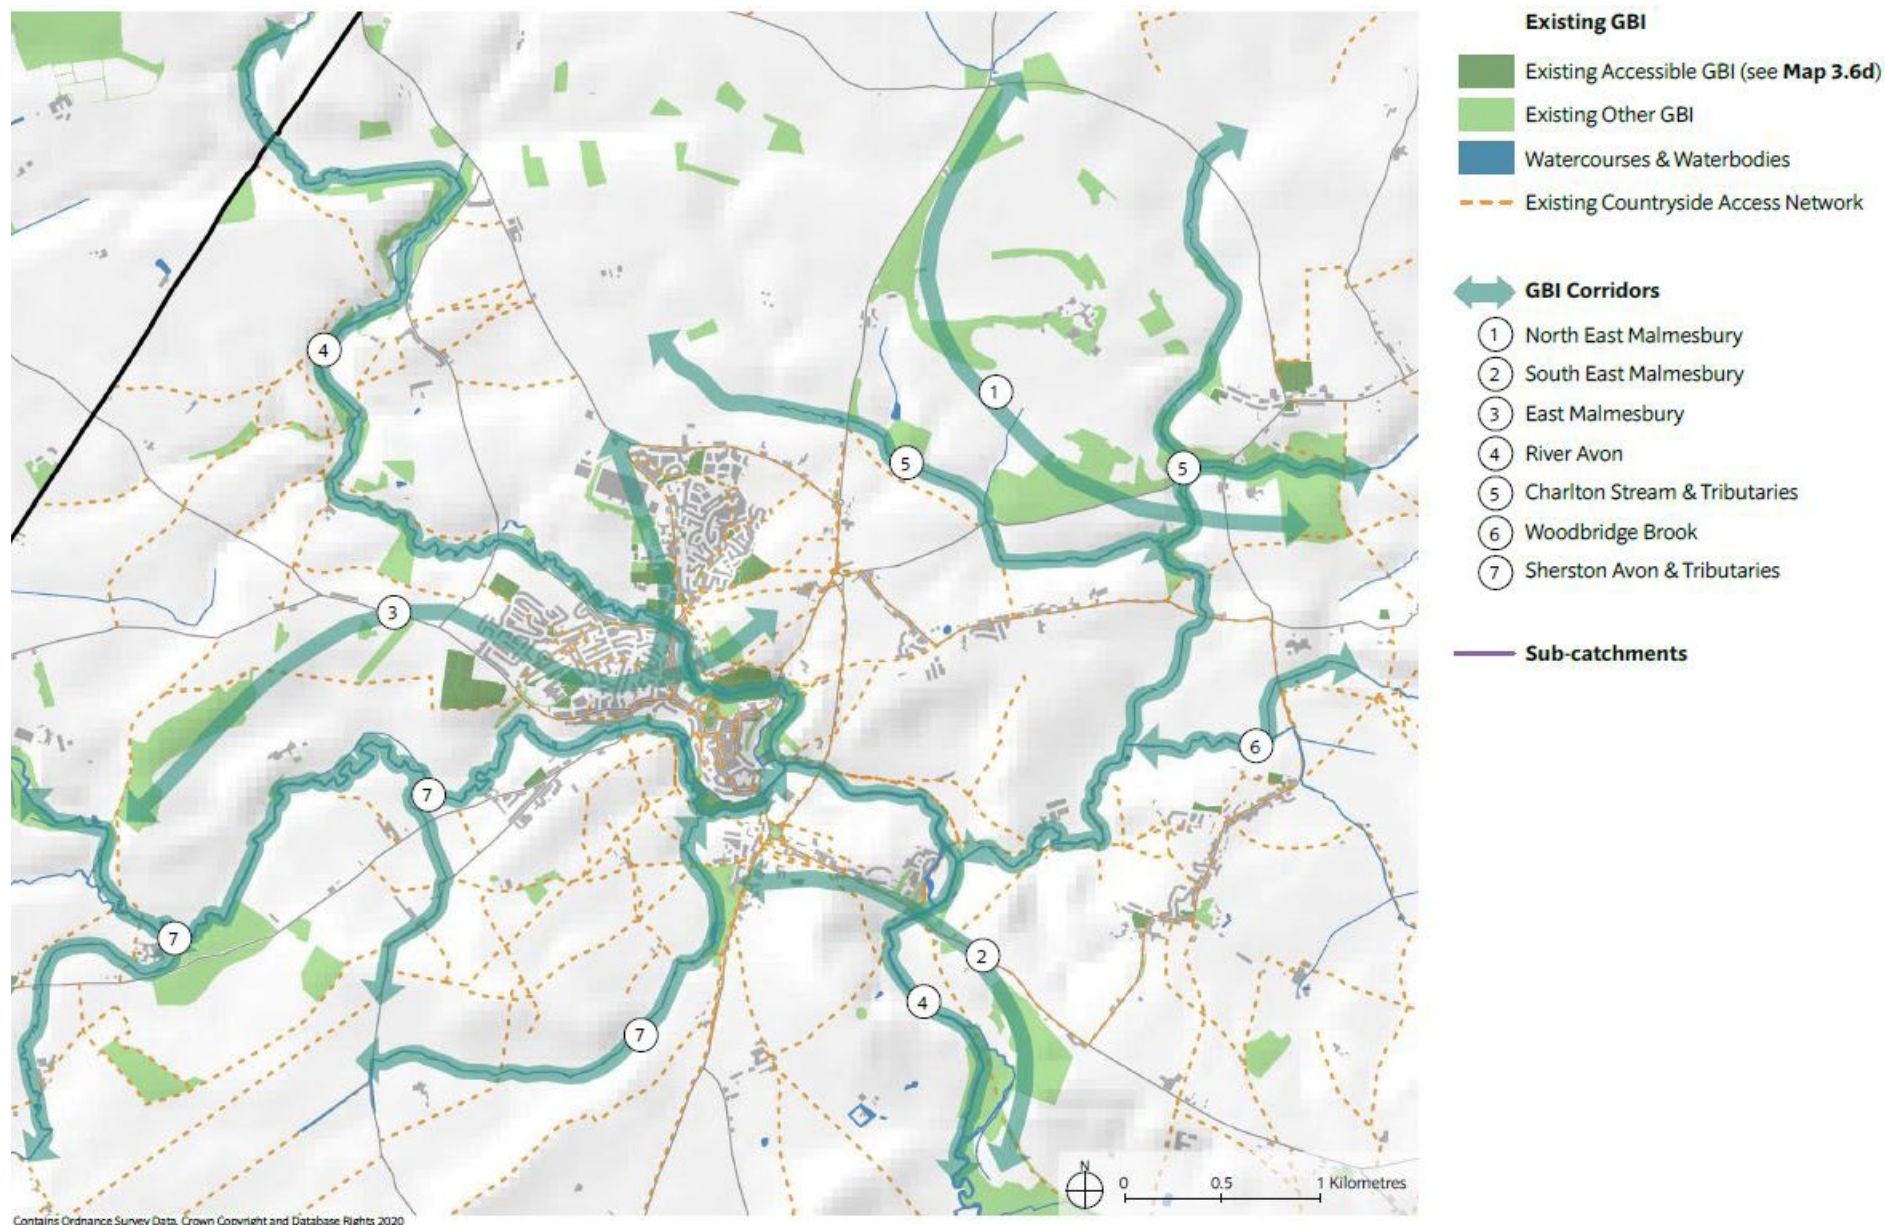 Existing GBI
Existing Accessible GBI (see Map 3.6d)
Existing Other GBI
Watercourses & Waterbodies
Existing Countryside Access Network
GBI Corridors
1 North East Malmesbury
2 South East Malmesbury
3 East Malmesbury
4 River Avon
5 Charlton Stream & Tributaries
6 Woodbridge Brook
7 Sherston Avon & Tributaries
Sub-catchments
4
1
5
5
3
6
7
7
2
4
7
N
0 0.5 1 Kilometres
Contains Ordnance Survey Data. Crown Copyright and Database Rights 2020